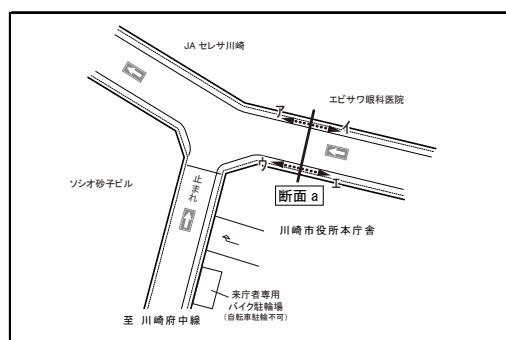 JA セレサ川崎
エビサワ眼科医院
ア
イ
ウ
エ
断面 a
ソシオ砂子ビル
止まれ
川崎市役所本庁舎
来庁者専用
バイク駐輪場
(自転車駐輪不可)
至 川崎府中線